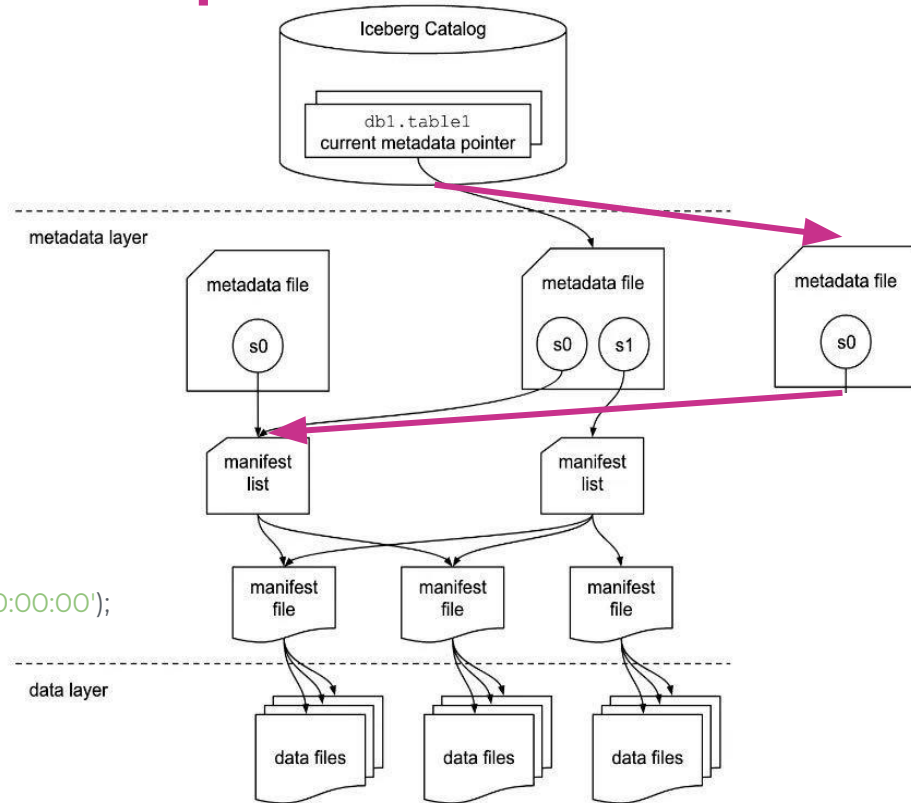 Iceberg Catalog
db1.table1
current metadata pointer
metadata layer
metadata file
s0
metadata file
s0 s1
metadata file
s0
manifest
list
manifest
list
manifest
file
manifest
file
manifest
file
0:00:00');
data layer
data files
data files
data files